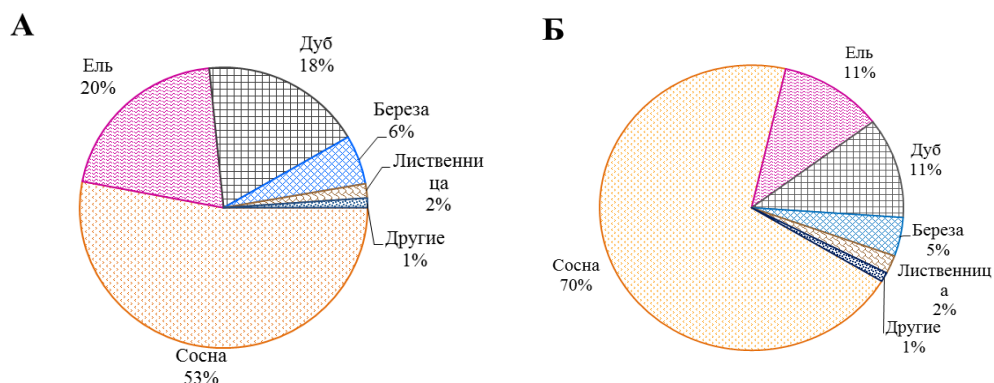 А
Дуб
18%
Ель
20%
Береза
6%
Лиственни
ца
2%
Другие
1%
Сосна
53%
Б
Ель
11%
Дуб
11%
Береза
5%
Лиственниц
а
2%
Другие
1%
Сосна
70%